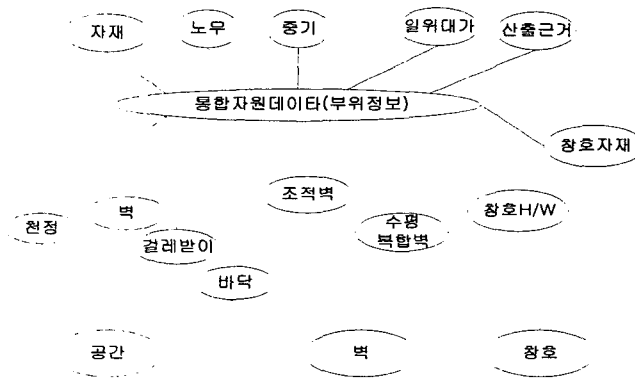 자재
노무
중기
일위대가
산출근거
통합자원데이타(부위정보)
창호자재
조적벽
창호H/W
벽
수평
복합벽
천정
걸레받이
바닥
공간
벽
창호